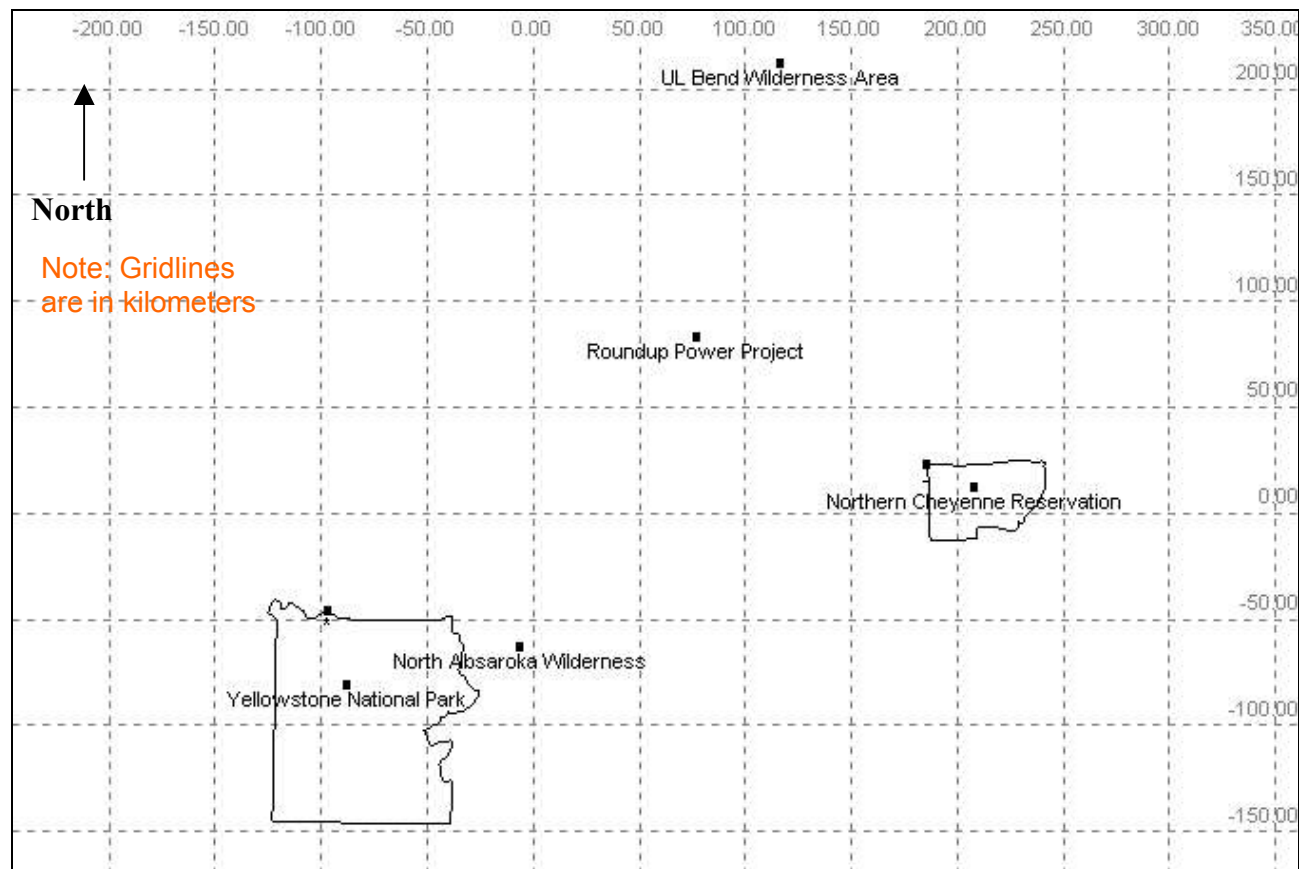 -200.00 -150.00 -100.00 -50.00 0.00 50.00 100.00 150.00 200.00 250.00 300.00 350.00
UL Bend Wilderness Area
200.00
150.00
North
Note: Gridlines
are in kilometers
100.00
Roundup Power Project
50.00
Northern Cheyenne Reservation
0.00
-50.00
North Absaroka Wilderness
Yellowstone National Park
-100.00
-150.00